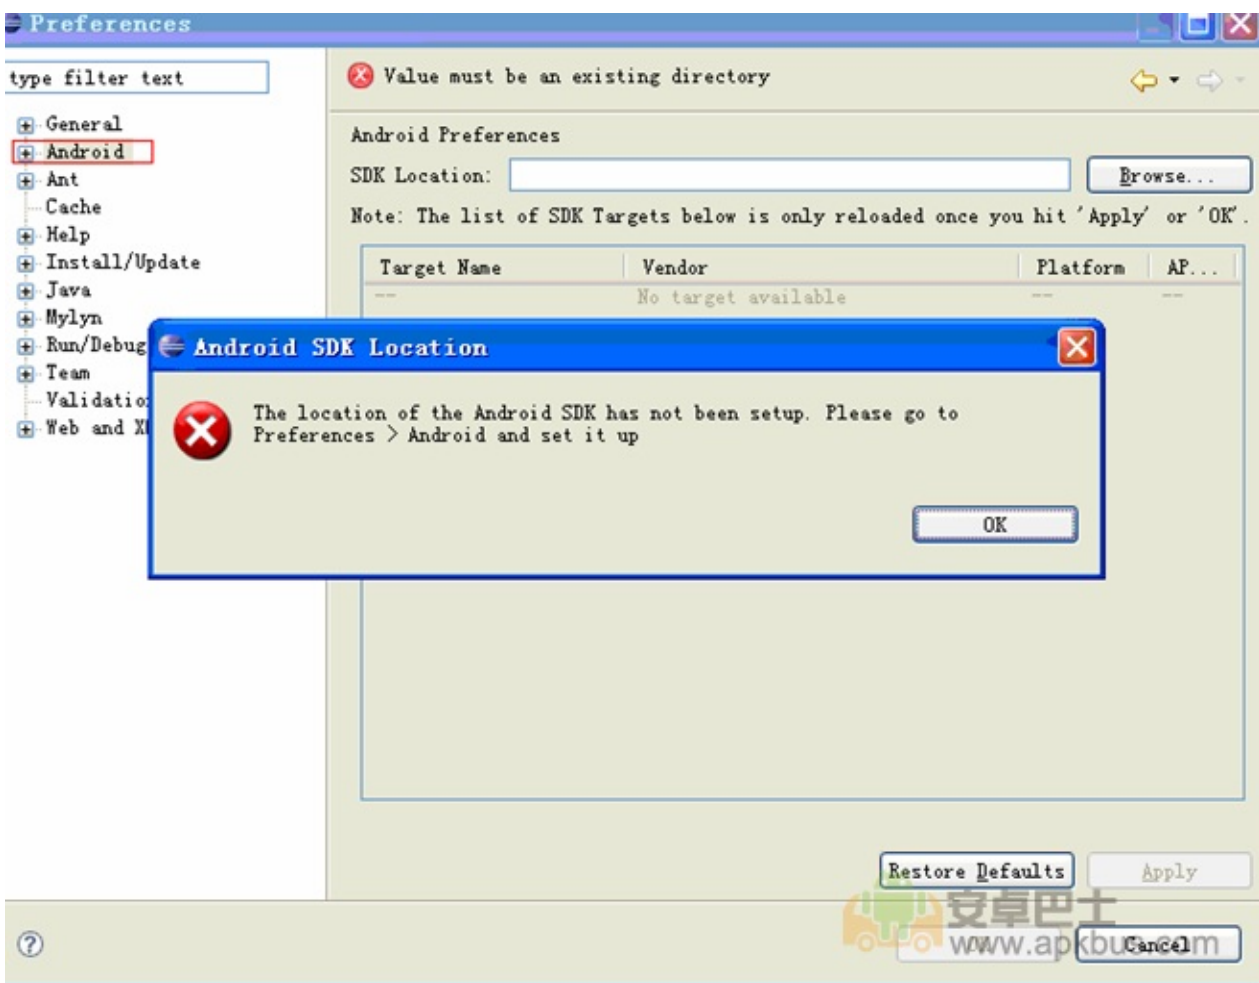 Preferences
type filter text
Value must be an existing directory
General
Android
Ant
Cache
Help
Install/Update
Java
Mylyn
Run/Debug
Team
Validatio
Web and X
Android Preferences
SDK Location:
Browse...
Note: The list of SDK Targets below is only reloaded once you hit 'Apply' or 'OK'.
Target Name Vendor Platform AP...
-- No target available -- --
Android SDK Location
The location of the Android SDK has not been setup. Please go to
Preferences > Android and set it up
OK
Restore Defaults
Apply
安卓巴士
www.apkbus.com
Cancel